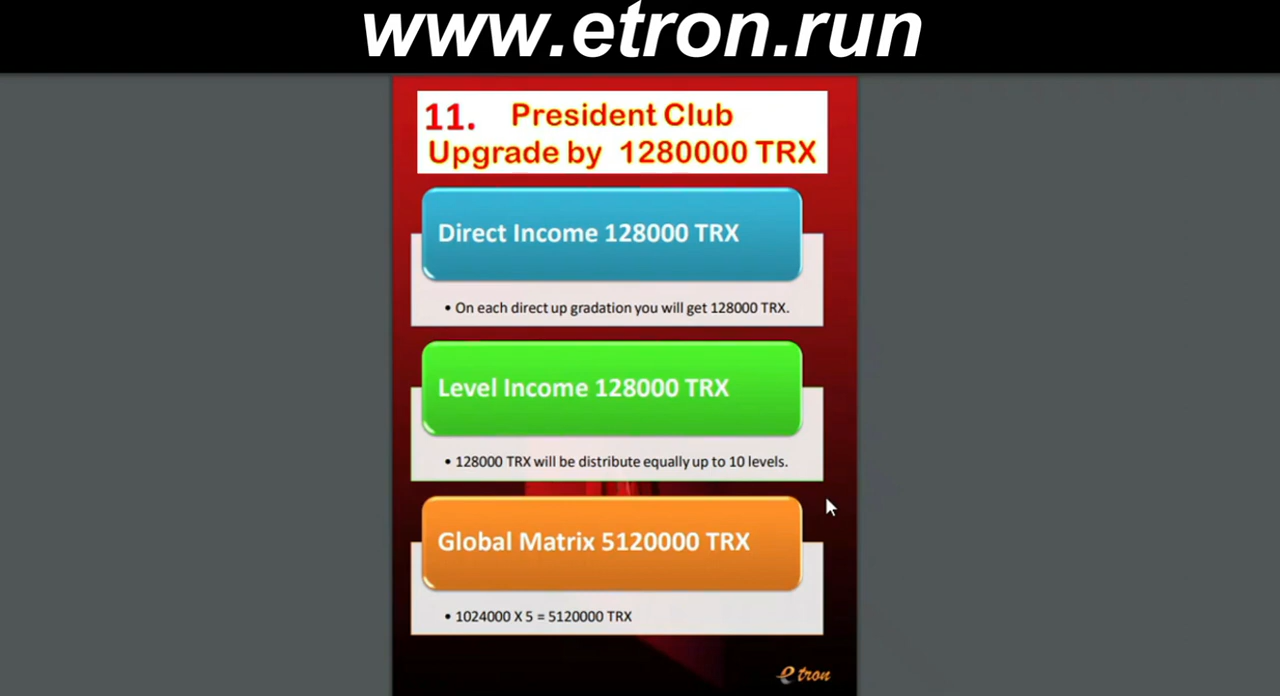 www.etron.run
11. President Club
Upgrade by 1280000 TRX
Direct Income 128000 TRX
• On each direct up gradation you will get 128000 TRX.
Level Income 128000 TRX
• 128000 TRX will be distribute equally up to 10 levels.
Global Matrix 5120000 TRX
• 1024000 X 5 = 5120000 TRX
etron